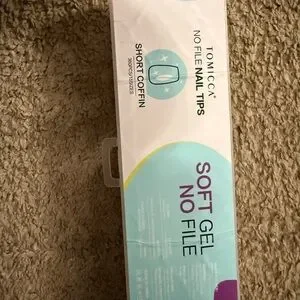 TOMICCA
NO FILE NAIL TIPS
SHORT COFFIN
SOFT GEL
NO FILE